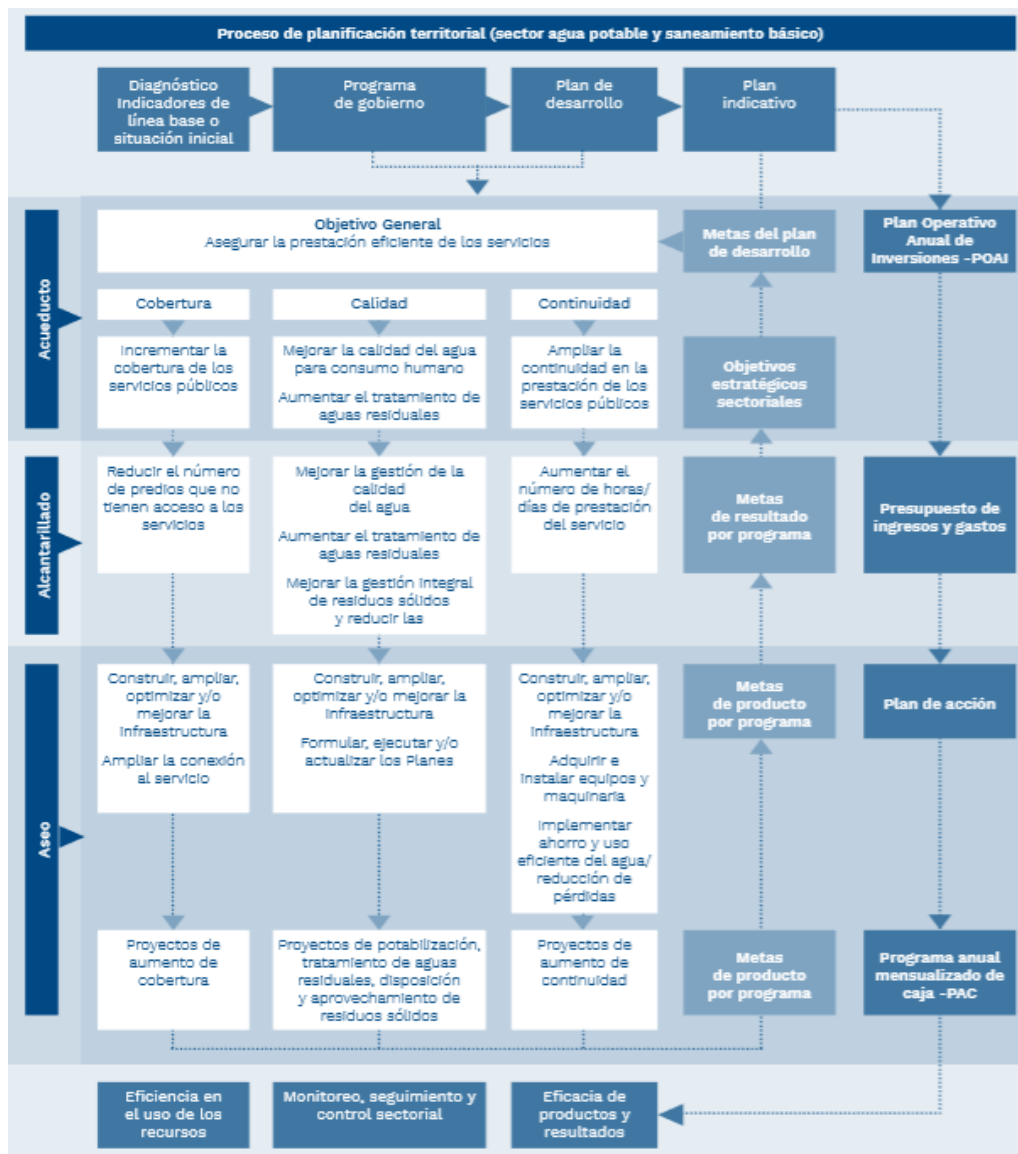 Proceso de planificación territorial (sector agua potable y saneamiento básico)
Diagnóstico
Indicadores de
línea base o
situación inicial
Programa
de gobierno
Plan de
desarrollo
Plan
indicativo
Acueducto
Objetivo General
Asegurar la prestación eficiente de los servicios
Metas del plan
de desarrollo
Plan Operativo
Anual de
Inversiones -POAI
Cobertura
Calidad
Continuidad
Incrementar la
cobertura de los
servicios públicos
Mejorar la calidad del agua
para consumo humano
Aumentar el tratamiento de
aguas residuales
Ampliar la
continuidad en la
prestación de los
servicios públicos
Objetivos
estratégicos
sectoriales
Alcantarillado
Reducir el número
de predios que no
tienen acceso a los
servicios
Mejorar la gestión de la
calidad
del agua
Aumentar el tratamiento de
aguas residuales
Mejorar la gestión integral
de residuos sólidos
y reducir las
Aumentar el
número de horas/
días de prestación
del servicio
Metas
de resultado
por programa
Presupuesto de
ingresos y gastos
Aseo
Construir, ampliar,
optimizar y/o
mejorar la
infraestructura
Ampliar la conexión
al servicio
Construir, ampliar,
optimizar y/o mejorar la
infraestructura
Formular, ejecutar y/o
actualizar los Planes
Construir, ampliar,
optimizar y/o
mejorar la
infraestructura
Adquirir e
instalar equipos y
maquinaria
Implementar
ahorro y uso
eficiente del agua/
reducción de
pérdidas
Metas
de producto
por programa
Plan de acción
Proyectos de
aumento de
cobertura
Proyectos de potabilización,
tratamiento de aguas
residuales, disposición
y aprovechamiento de
residuos sólidos
Proyectos de
aumento de
continuidad
Metas
de producto
por programa
Programa anual
mensualizado de
caja -PAC
Eficiencia en
el uso de los
recursos
Monitoreo, seguimiento y
control sectorial
Eficacia de
productos y
resultados